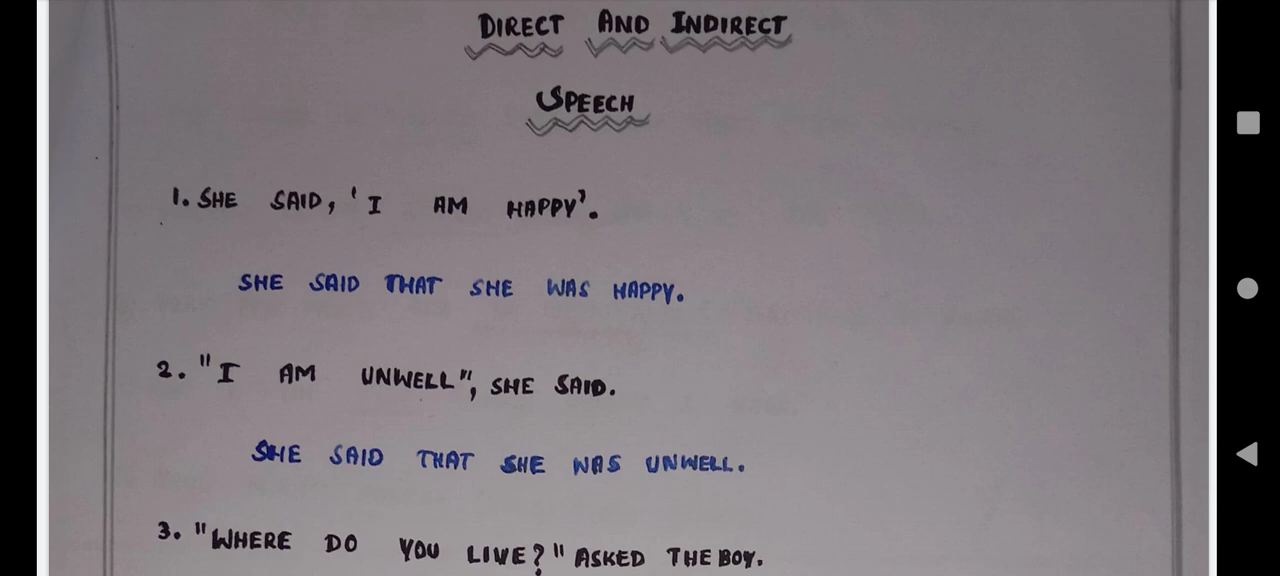 DIRECT AND INDIRECT
SPEECH
1. SHE SAID, 'I AM HAPPY'.
SHE SAID THAT SHE WAS HAPPY.
2. "I AM UNWELL", SHE SAID.
SHE SAID THAT SHE WAS UNWELL.
3. "WHERE DO YOU LIVE?" ASKED THE BOY.